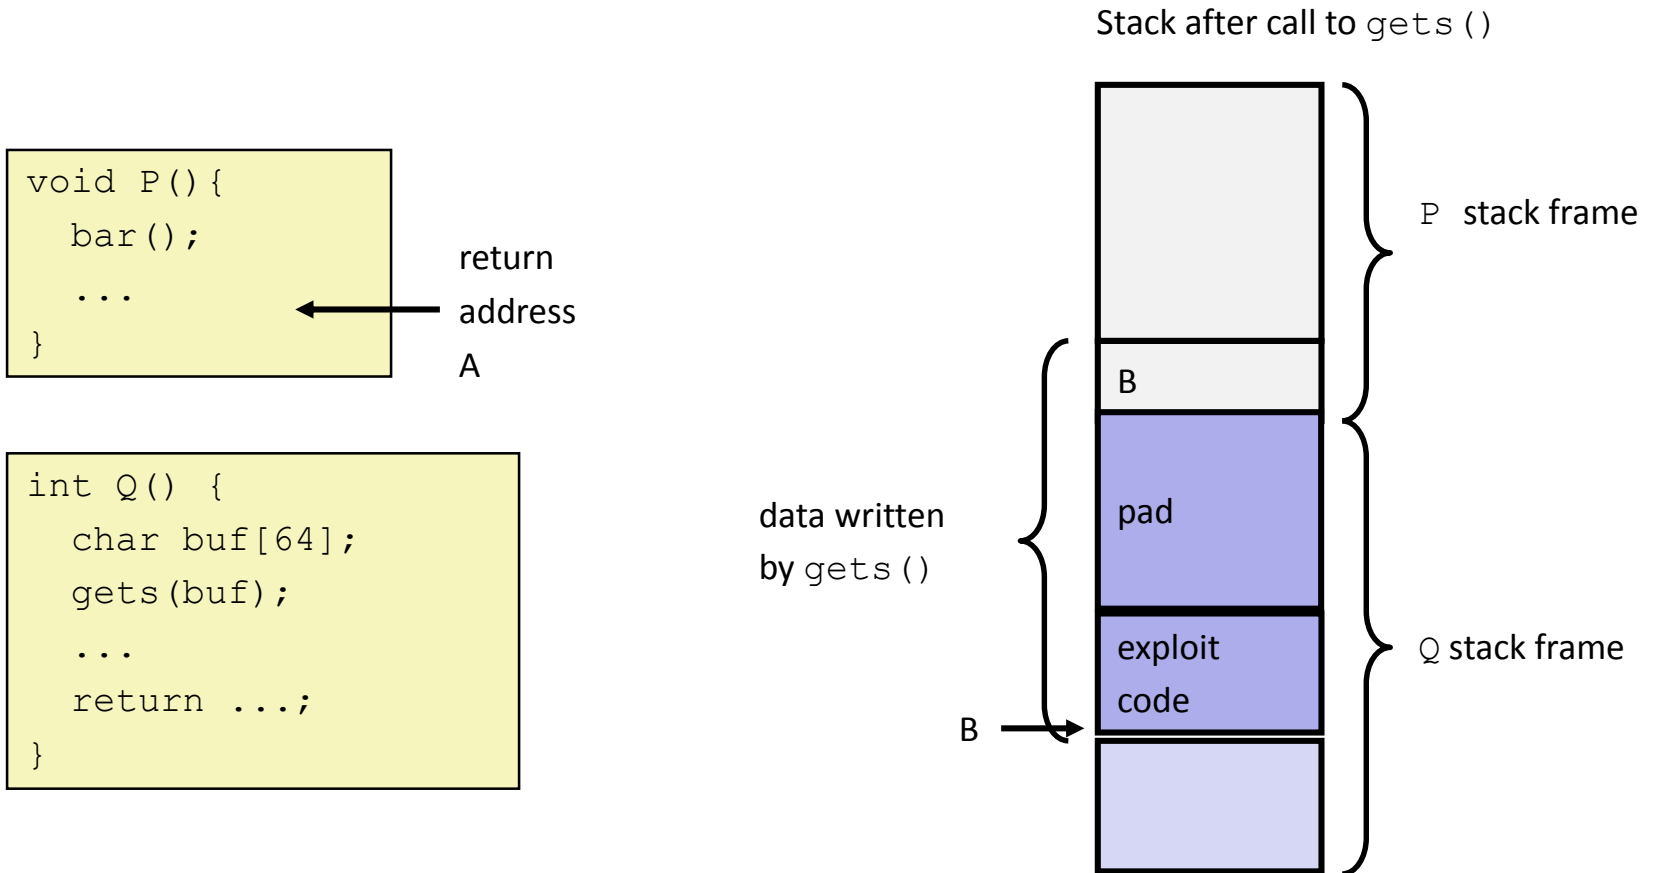 Stack after call to gets()
void P(){
bar();
...
}
return
address
A
int Q() {
char buf[64];
gets(buf);
...
return ...;
}
data written
by gets()
B
B
pad
exploit
code
P stack frame
Q stack frame